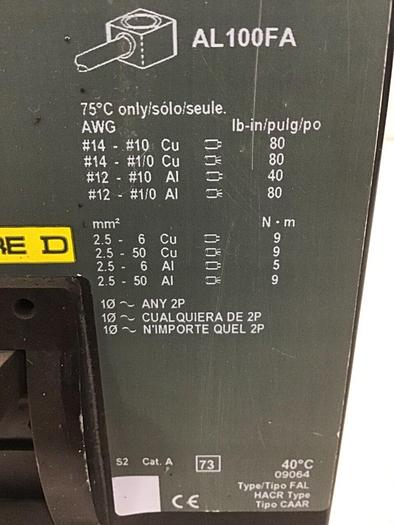 AL100FA
75°C only/sólo/seule.
AWG lb-in/pulg/po
#14 - #10 Cu 80
#14 - #1/0 Cu 80
#12 - #10 Al 40
#12 - #1/0 Al 80
mm² N·m
2.5 - 6 Cu 9
2.5 - 50 Cu 9
2.5 - 6 Al 5
2.5 - 50 Al 9
RE D
1Ø ~ ANY 2P
1Ø ~ CUALQUIERA DE 2P
1Ø ~ N'IMPORTE QUEL 2P
S2 Cat. A 73 40°C
09064
Type/Tipo FAL
HACR Type
Tipo CAAR
CE